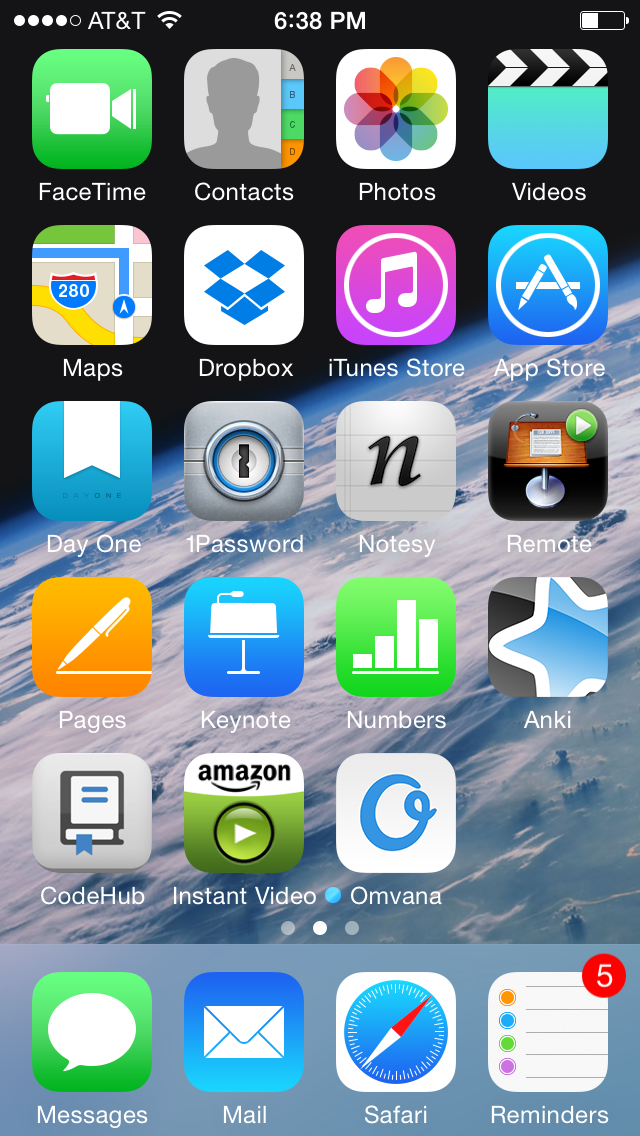 AT&T 6:38 PM
A
B
C
D
FaceTime Contacts Photos Videos
280
Maps Dropbox iTunes Store App Store
DAY ONE
n
Day One 1Password Notesy Remote
Pages Keynote Numbers Anki
amazon
CodeHub Instant Video Omvana
5
Messages Mail Safari Reminders